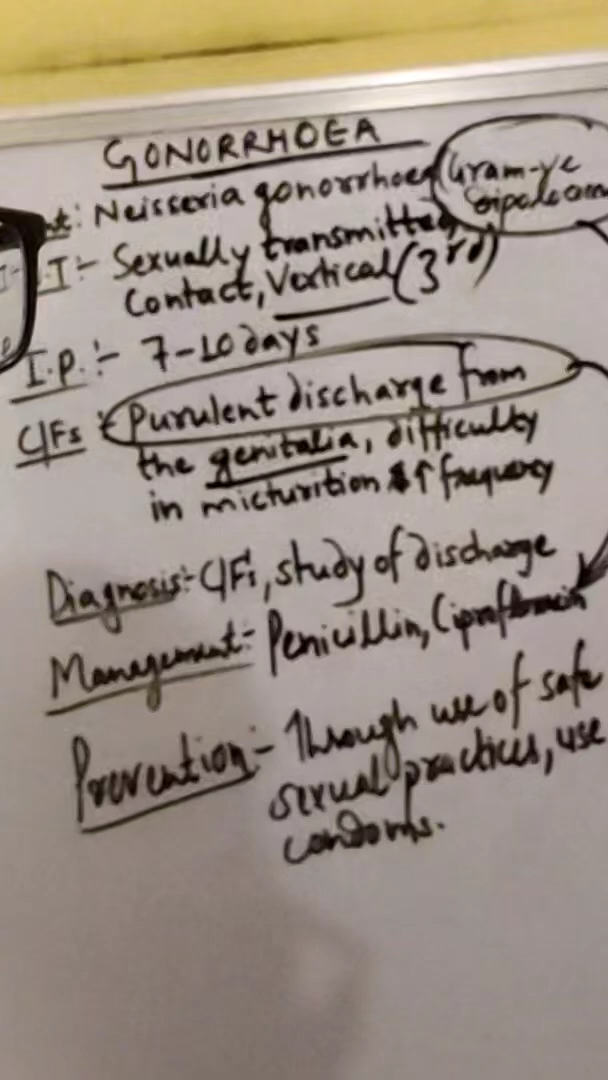 GONORRHOEA
nt: Neisseria gonorrhoea (Gram-ve
.I:- Sexually transmitted
Contact, Vertical (3rd)
I.P.:- 7-10 days
C/Fs: Purulent discharge from
the genitalia, difficulty
in micturition & ↑ frequency
Diagnosis:- C/Fs, study of discharge
Management:- Penicillin,
Prevention:- Through use of safe
sexual practices, use
condoms.